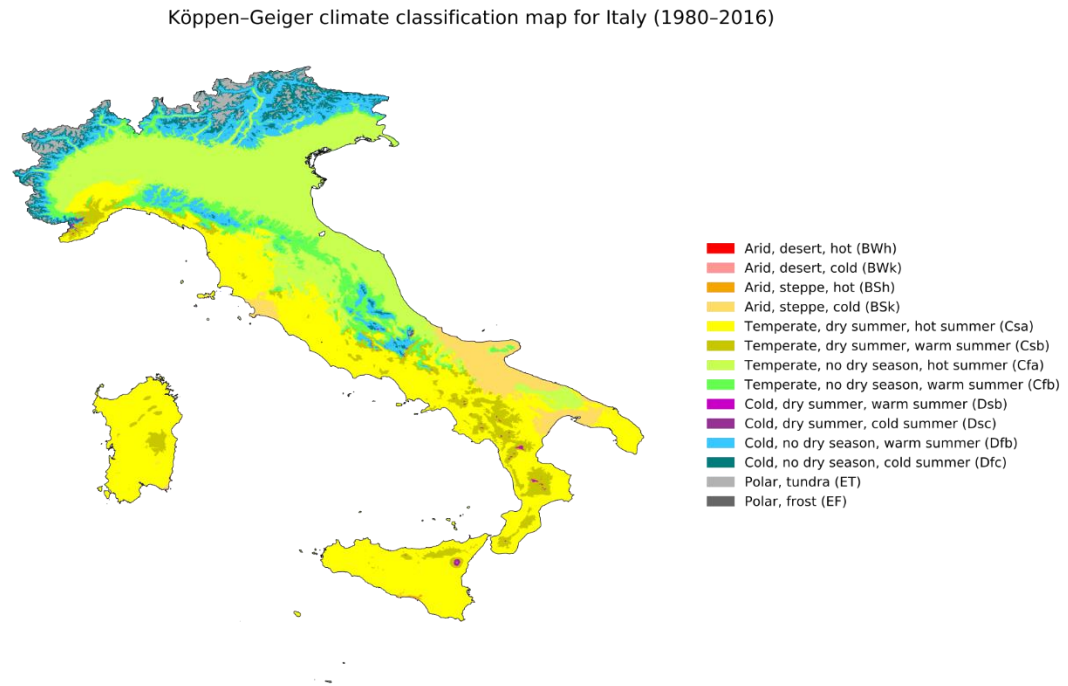 Köppen–Geiger climate classification map for Italy (1980–2016)
Arid, desert, hot (BWh)
Arid, desert, cold (BWk)
Arid, steppe, hot (BSh)
Arid, steppe, cold (BSk)
Temperate, dry summer, hot summer (Csa)
Temperate, dry summer, warm summer (Csb)
Temperate, no dry season, hot summer (Cfa)
Temperate, no dry season, warm summer (Cfb)
Cold, dry summer, warm summer (Dsb)
Cold, dry summer, cold summer (Dsc)
Cold, no dry season, warm summer (Dfb)
Cold, no dry season, cold summer (Dfc)
Polar, tundra (ET)
Polar, frost (EF)